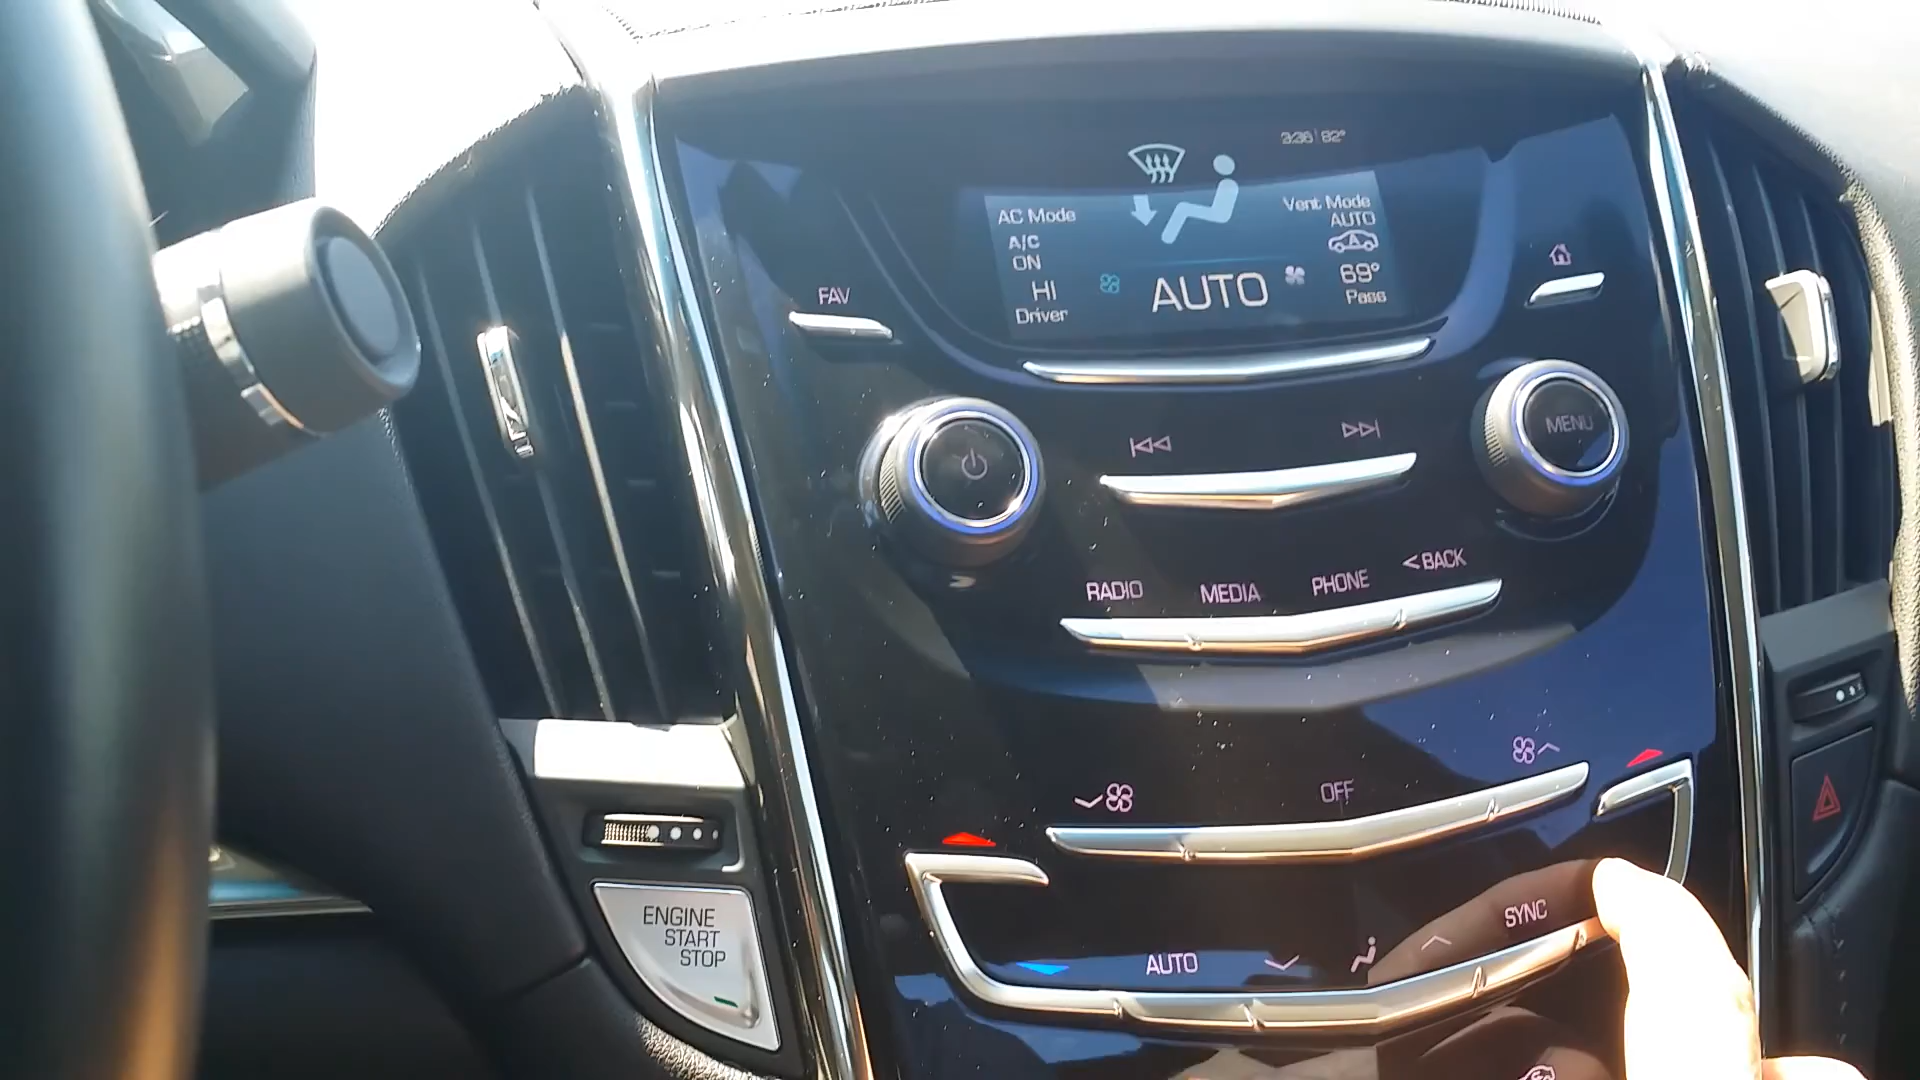 3:36 82°
AC Mode
A/C
ON
HI
Driver
AUTO
Vent Mode
AUTO
69°
Pass
FAV
MENU
RADIO
MEDIA
PHONE
<BACK
OFF
SYNC
AUTO
ENGINE
START
STOP